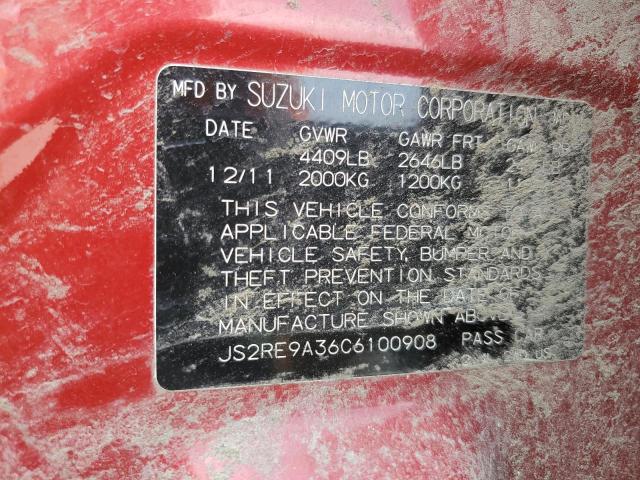 MFD BY SUZUKI MOTOR CORPORATION
DATE GVWR GAWR FRT
4409LB 2646LB
12/11 2000KG 1200KG
THIS VEHICLE CONFORMS
APPLICABLE FEDERAL
VEHICLE SAFETY, BUMPER AND
THEFT PREVENTION STANDARDS
IN EFFECT ON THE DATE OF
MANUFACTURE SHOWN ABOVE
JS2RE9A36C6100908 PASS CAR